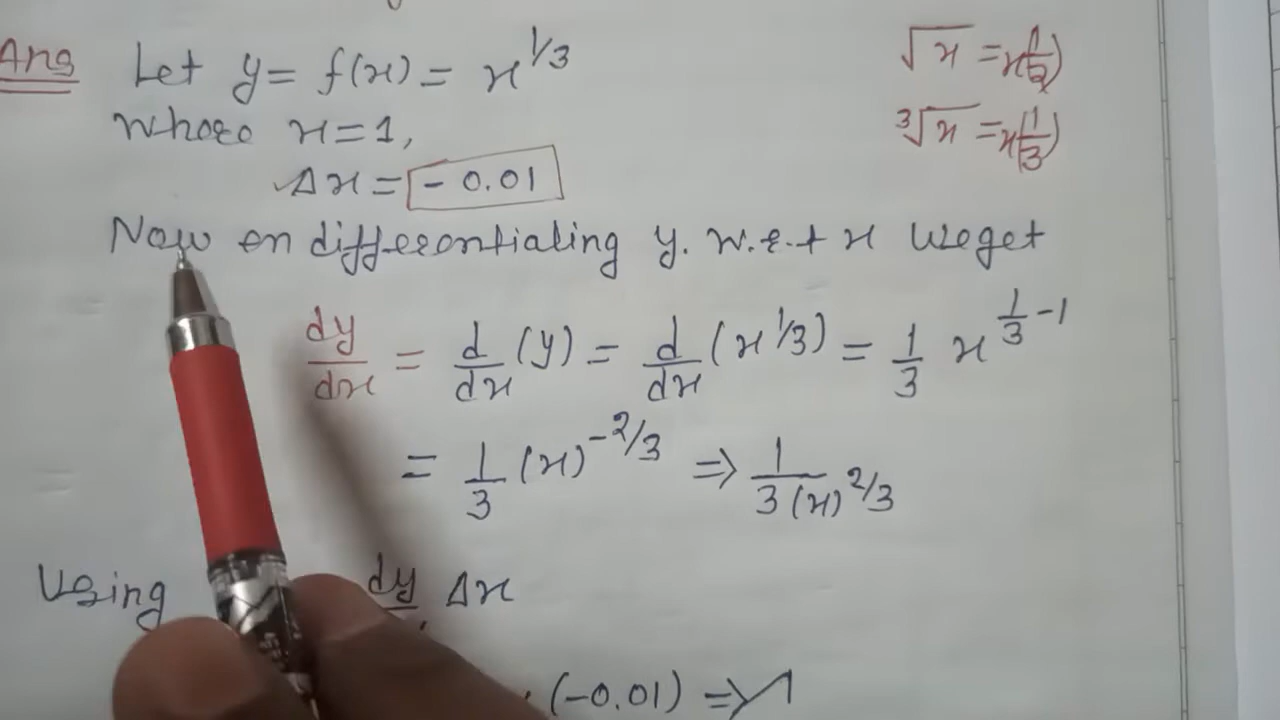 Ans Let y = f(x) = x^1/3
√x = x(1/2)
where x = 1,
³√x = x(1/3)
Δx = - 0.01
Now on differentiating y. w.r.t x we get
dy/dx = d/dx (y) = d/dx (x^1/3) = 1/3 x^(1/3 - 1)
= 1/3 (x)^-2/3 ⇒ 1/3(x)^2/3
Using dy Δx
(-0.01) ⇒